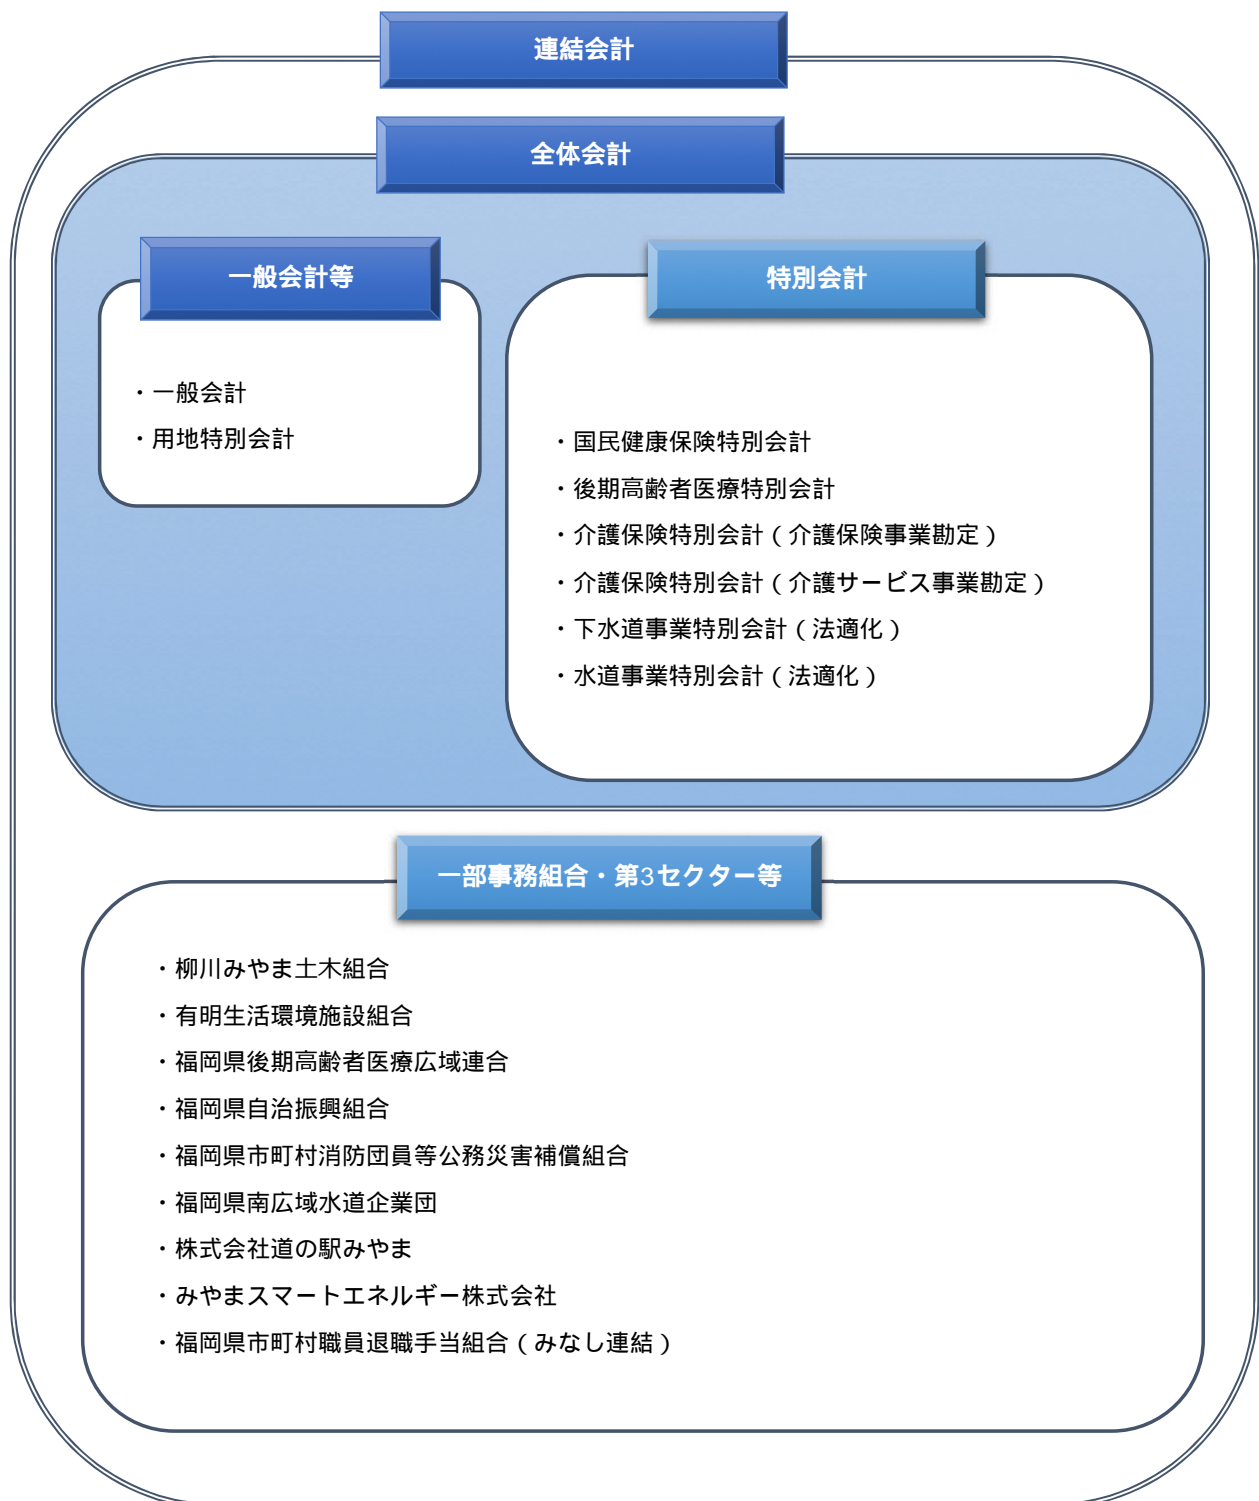 連結会計
全体会計
一般会計等
・一般会計
・用地特別会計
特別会計
・国民健康保険特別会計
・後期高齢者医療特別会計
・介護保険特別会計（介護保険事業勘定）
・介護保険特別会計（介護サービス事業勘定）
・下水道事業特別会計（法適化）
・水道事業特別会計（法適化）
一部事務組合・第3セクター等
・柳川みやま土木組合
・有明生活環境施設組合
・福岡県後期高齢者医療広域連合
・福岡県自治振興組合
・福岡県市町村消防団員等公務災害補償組合
・福岡県南広域水道企業団
・株式会社道の駅みやま
・みやまスマートエネルギー株式会社
・福岡県市町村職員退職手当組合（みなし連結）